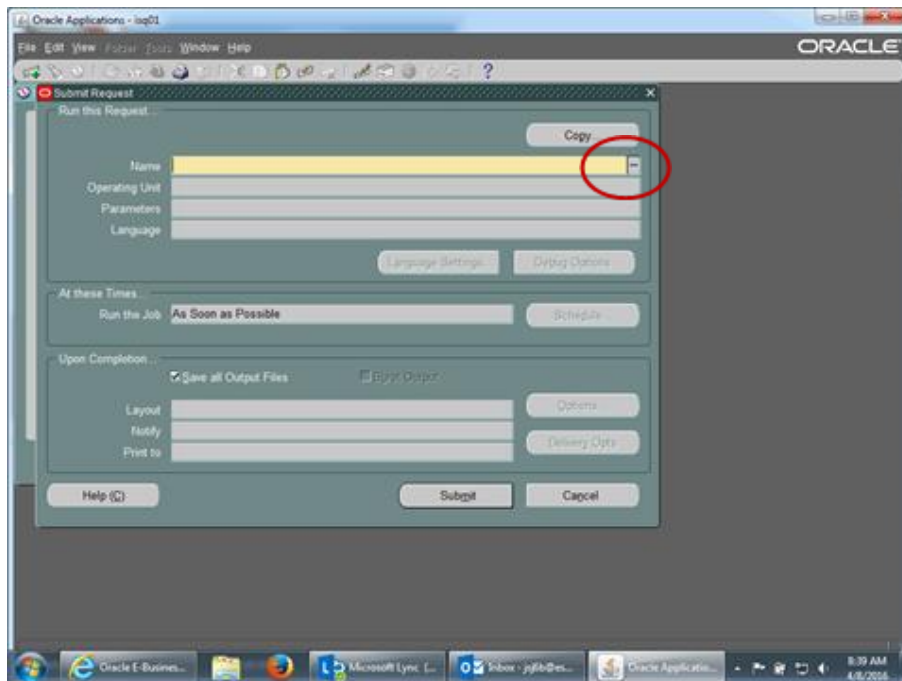 Oracle Applications - isq01
File Edit View Folder Tools Window Help
ORACLE
?
Submit Request
Run this Request...
Copy...
Name
Operating Unit
Parameters
Language
Language Settings
Debug Options
At these Times...
Run the Job As Soon as Possible
Schedule...
Upon Completion...
Save all Output Files
Burst Output
Layout
Options
Notify
Delivery Opts
Print to
Help (C)
Submit
Cancel
Oracle E-Busines...
Microsoft Lync
Inbox -
Oracle Applicatio...
8:39 AM
4/8/2016